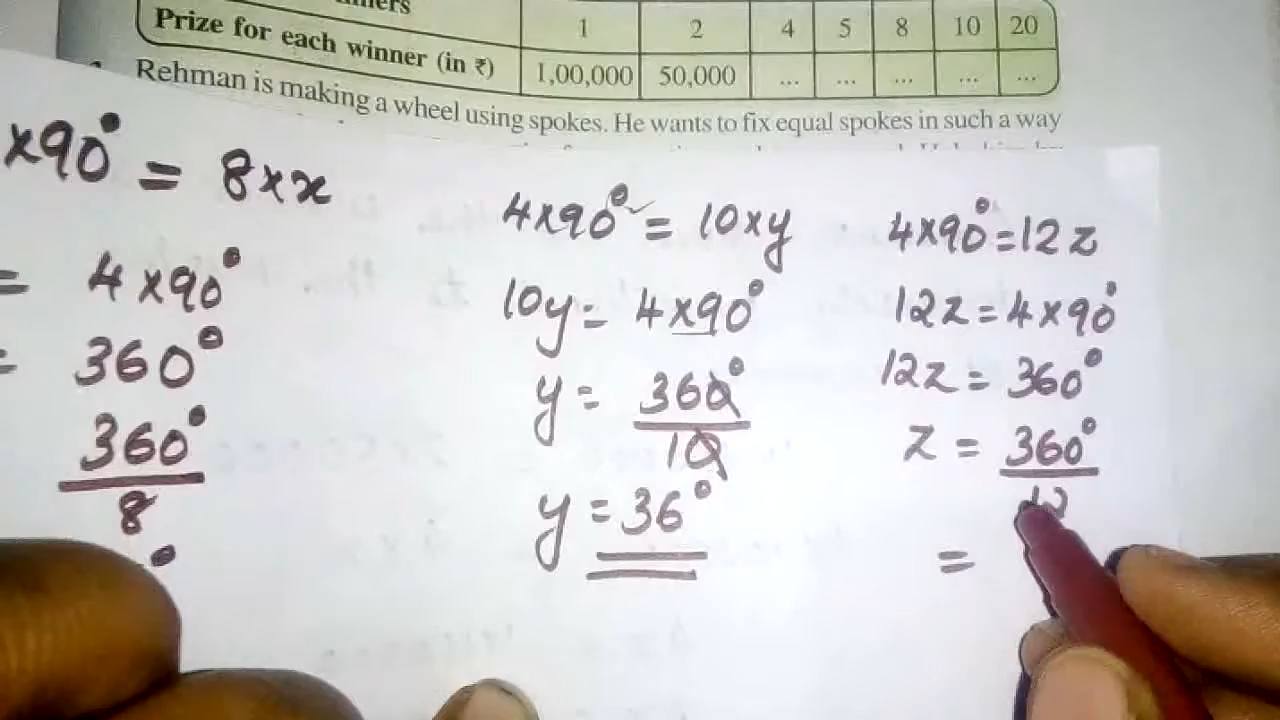 Prize for each winner (in ₹) 1,00,000 50,000 ... ... ... ... ...
1 2 4 5 8 10 20
Rehman is making a wheel using spokes. He wants to fix equal spokes in such a way
×90° = 8×x
= 4×90°
= 360°
360°
8
4×90° = 10×y
10y = 4×90°
y = 360°
10
y = 36°
4×90° = 12z
12z = 4×90°
12z = 360°
z = 360°
12
=